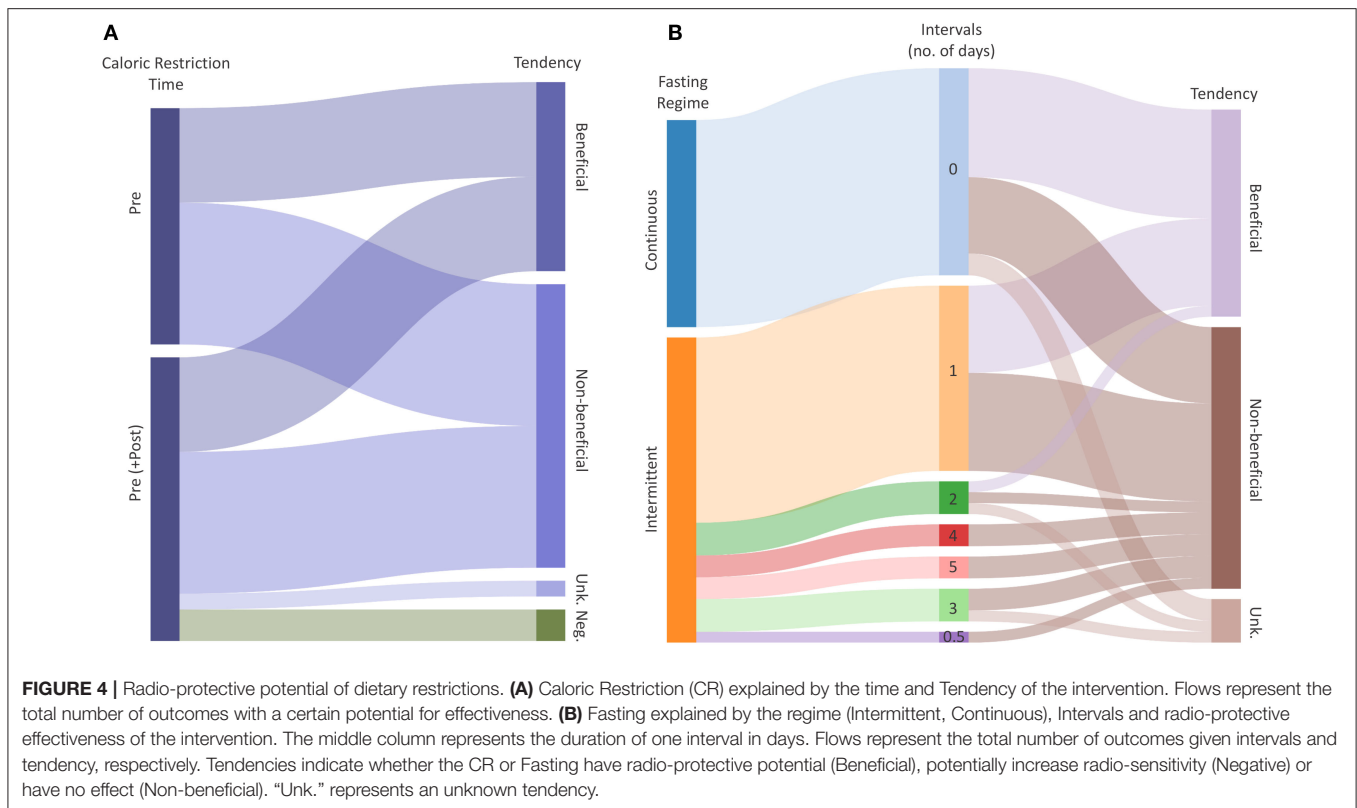 A
Caloric Restriction
Time
Tendency
Pre
Pre (+Post)
Beneficial
Non-beneficial
Unk.
Neg.
B
Intervals
(no. of days)
Fasting
Regime
Tendency
Continuous
Intermittent
0
1
2
4
5
3
0.5
Beneficial
Non-beneficial
Unk.
FIGURE 4 | Radio-protective potential of dietary restrictions. (A) Caloric Restriction (CR) explained by the time and Tendency of the intervention. Flows represent the
total number of outcomes with a certain potential for effectiveness. (B) Fasting explained by the regime (Intermittent, Continuous), Intervals and radio-protective
effectiveness of the intervention. The middle column represents the duration of one interval in days. Flows represent the total number of outcomes given intervals and
tendency, respectively. Tendencies indicate whether the CR or Fasting have radio-protective potential (Beneficial), potentially increase radio-sensitivity (Negative) or
have no effect (Non-beneficial). “Unk.” represents an unknown tendency.